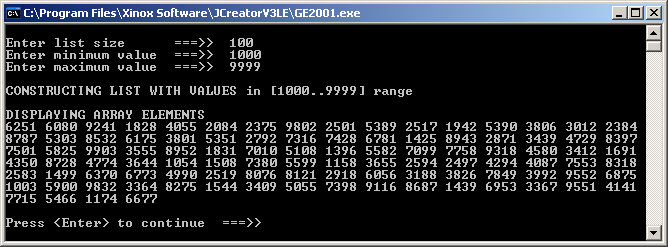 C:\Program Files\Xinox Software\JCreatorV3LE\GE2001.exe
Enter list size      ===>>  100
Enter minimum value  ===>>  1000
Enter maximum value  ===>>  9999
CONSTRUCTING LIST WITH VALUES in [1000..9999] range
DISPLAYING ARRAY ELEMENTS
6251 6080 9241 1828 4055 2084 2375 9802 2501 5389 2517 1942 5390 3806 3012 2384
8787 5303 8532 6175 3801 5351 2792 7316 7428 6781 1425 8943 2871 3439 4729 8397
7501 5825 9903 3555 8952 1831 7010 5108 1396 5582 7099 7758 9318 4580 3412 1691
4350 8728 4774 3644 1054 1508 7380 5599 1158 3655 2594 2497 4294 4087 7553 8318
2583 1499 6370 6773 4990 2519 8076 8121 2918 6056 3188 3826 7849 3992 9552 6875
1003 5900 9832 3364 8275 1544 3409 5055 7398 9116 8687 1439 6953 3367 9551 4141
7715 5466 1174 6677
Press <Enter> to continue  ===>>